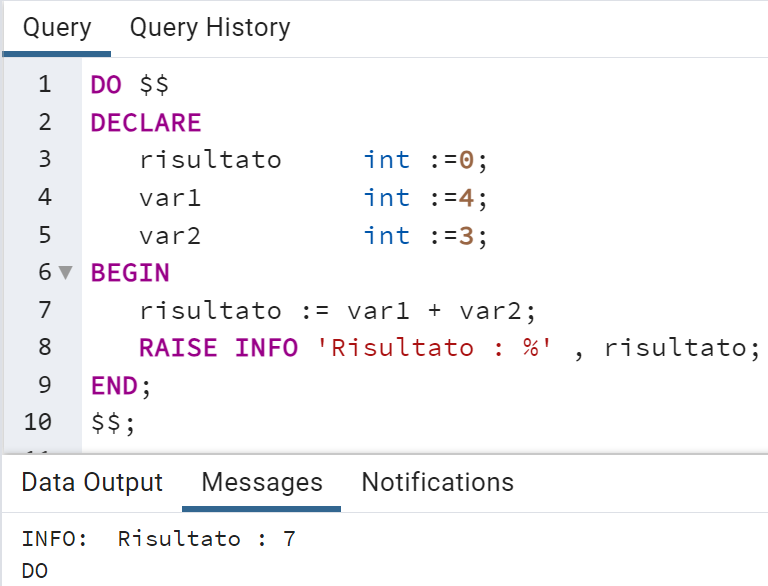 Query Query History
1 DO $$
2 DECLARE
3 risultato int :=0;
4 var1 int :=4;
5 var2 int :=3;
6 BEGIN
7 risultato := var1 + var2;
8 RAISE INFO 'Risultato : %' , risultato;
9 END;
10 $$;
Data Output Messages Notifications
INFO: Risultato : 7
DO